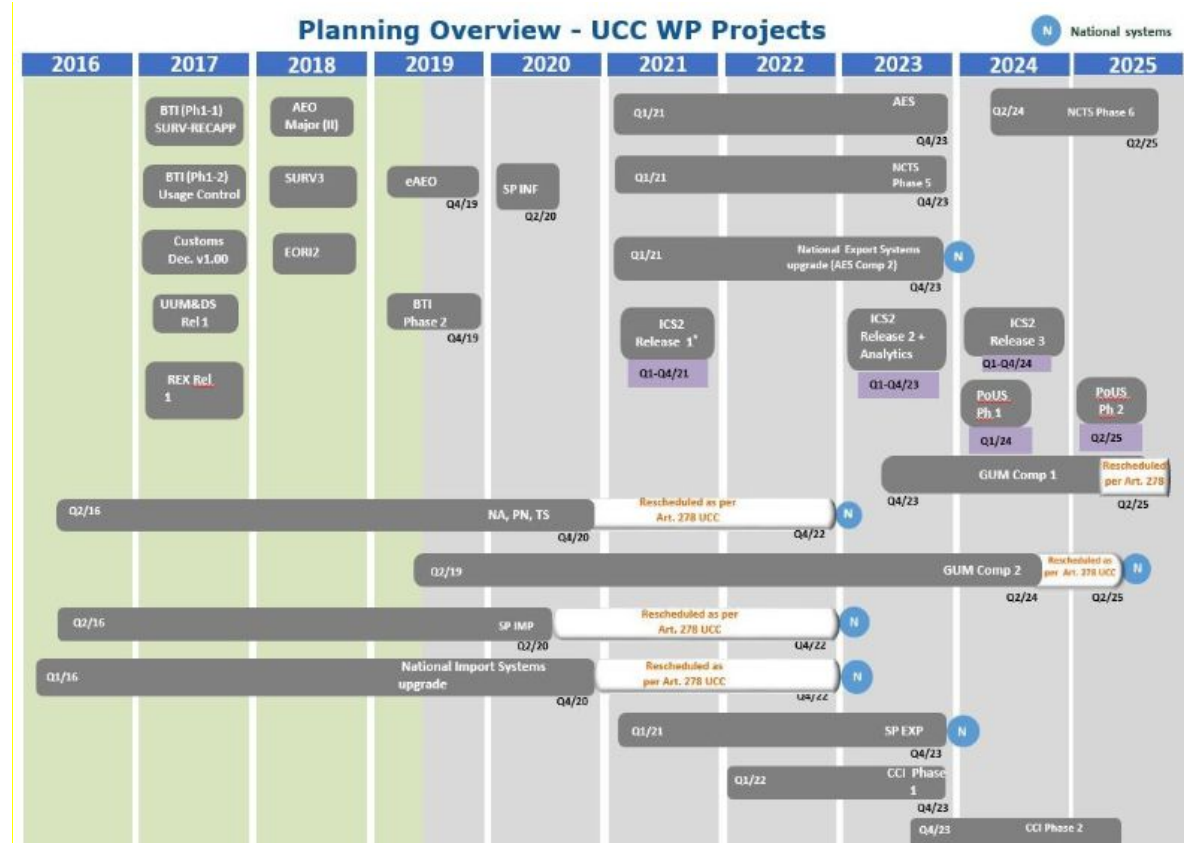 Planning Overview - UCC WP Projects
N National systems
2016 2017 2018 2019 2020 2021 2022 2023 2024 2025
BTI (Ph1-1)
SURV-RECAPP
AEO
Major (II)
Q1/21
AES
Q4/23
Q2/24
NCTS Phase 6
Q2/25
BTI (Ph1-2)
Usage Control
SURV3
eAEO
Q4/19
SP INF
Q2/20
Q1/21
NCTS
Phase 5
Q4/23
Customs
Dec. v1.00
EORI2
Q1/21
National Export Systems
upgrade (AES Comp 2)
N
Q4/23
UUM&DS
Rel 1
BTI
Phase 2
Q4/19
ICS2
Release 1*
Q1-Q4/21
ICS2
Release 2 +
Analytics
Q1-Q4/23
ICS2
Release 3
Q1-Q4/24
REX Rel
1
PoUS
Ph 1
Q1/24
PoUS
Ph 2
Q2/25
GUM Comp 1
Q4/23
Rescheduled
per Art. 278
Q2/25
Q2/16
NA, PN, TS
Q4/20
Rescheduled as per
Art. 278 UCC
Q4/22
N
Q2/19
GUM Comp 2
Q2/24
Rescheduled as
per Art. 278 UCC
Q2/25
N
Q2/16
SP IMP
Q2/20
Rescheduled as per
Art. 278 UCC
Q4/22
N
Q1/16
National Import Systems
upgrade
Q4/20
Rescheduled as
per Art. 278 UCC
Q4/22
N
Q1/21
SP EXP
Q4/23
N
Q1/22
CCI Phase
1
Q4/23
Q4/23
CCI Phase 2